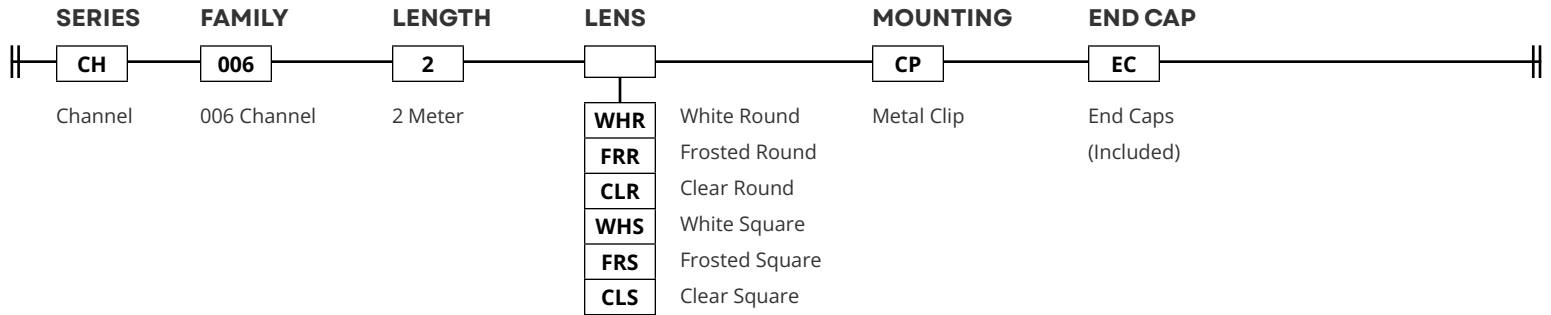 SERIES FAMILY LENGTH LENS MOUNTING END CAP
CH 006 2 CP EC
Channel 006 Channel 2 Meter WHR White Round Metal Clip End Caps
FRR Frosted Round (Included)
CLR Clear Round
WHS White Square
FRS Frosted Square
CLS Clear Square